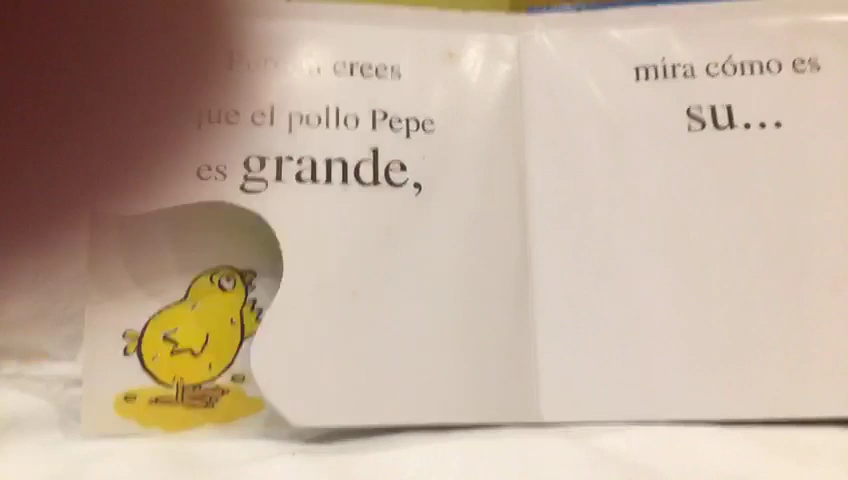 crees
que el pollo Pepe
es grande,
mira cómo es
su...